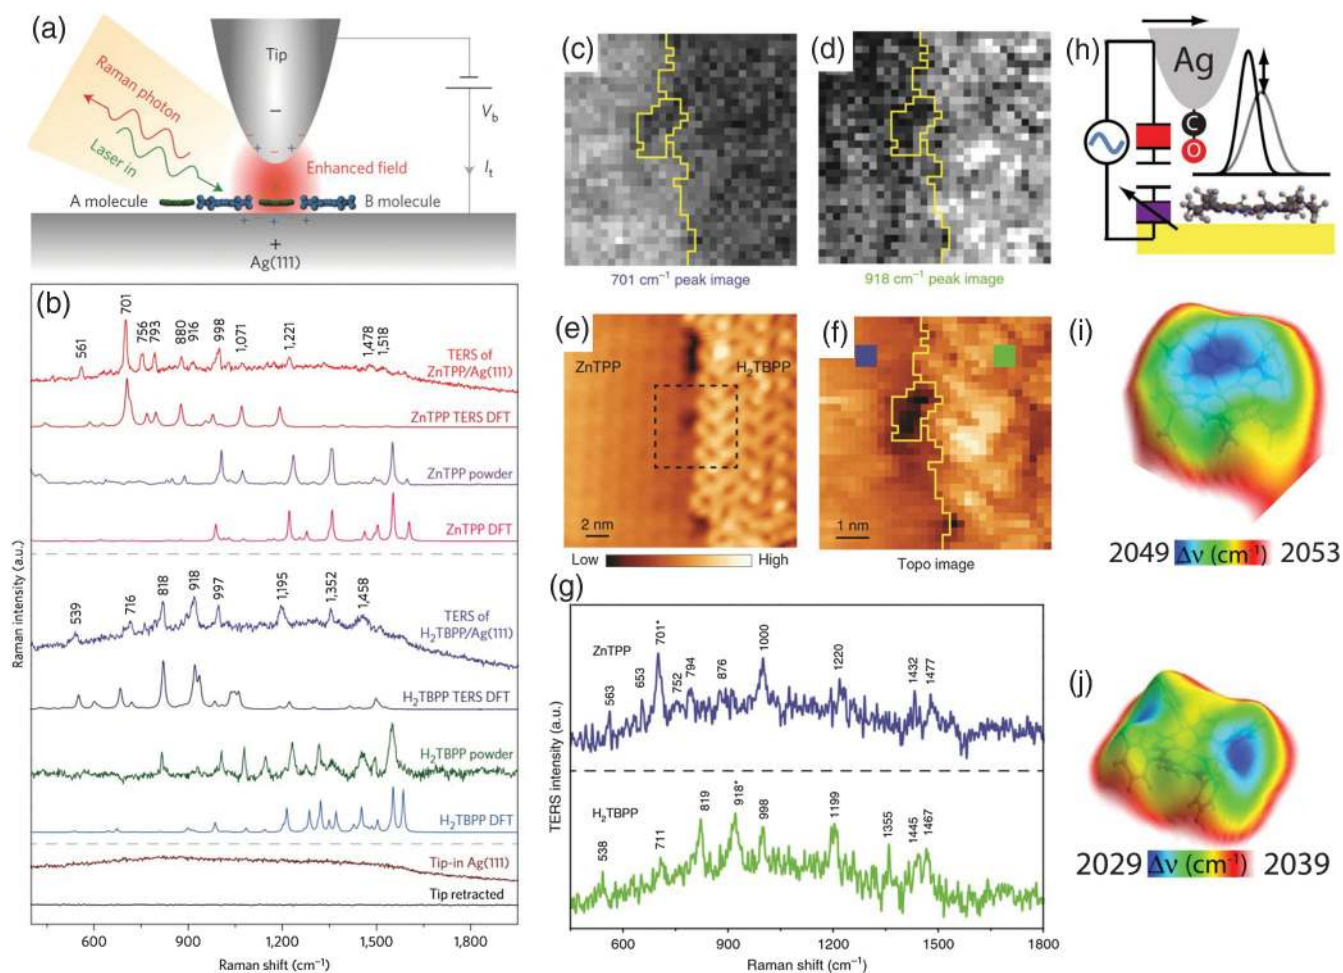 (a)
Tip
−
Raman photon
Laser in
Enhanced field
A molecule
B molecule
+
Ag(111)
V_b
I_t
(b)
701
561
756
793
880
916
998
1,071
1,221
1,478
1,518
TERS of
ZnTPP/Ag(111)
ZnTPP TERS DFT
ZnTPP powder
ZnTPP DFT
539
716
818
918
997
1,195
1,352
1,458
TERS of
H₂TBPP/Ag(111)
H₂TBPP TERS DFT
H₂TBPP powder
H₂TBPP DFT
Tip-in Ag(111)
Tip retracted
Raman intensity (a.u.)
600 900 1,200 1,500 1,800
Raman shift (cm⁻¹)
(c)
701 cm⁻¹ peak image
(d)
918 cm⁻¹ peak image
(e)
ZnTPP
H₂TBPP
2 nm
Low High
(f)
1 nm
Topo image
(g)
ZnTPP
563
653
701*
752
794
876
1000
1220
1432
1477
H₂TBPP
538
711
819
918*
998
1199
1355
1445
1467
TERS intensity (a.u.)
600 900 1200 1500 1800
Raman shift (cm⁻¹)
(h)
Ag
C
O
(i)
2049 Δν (cm⁻¹) 2053
(j)
2029 Δν (cm⁻¹) 2039